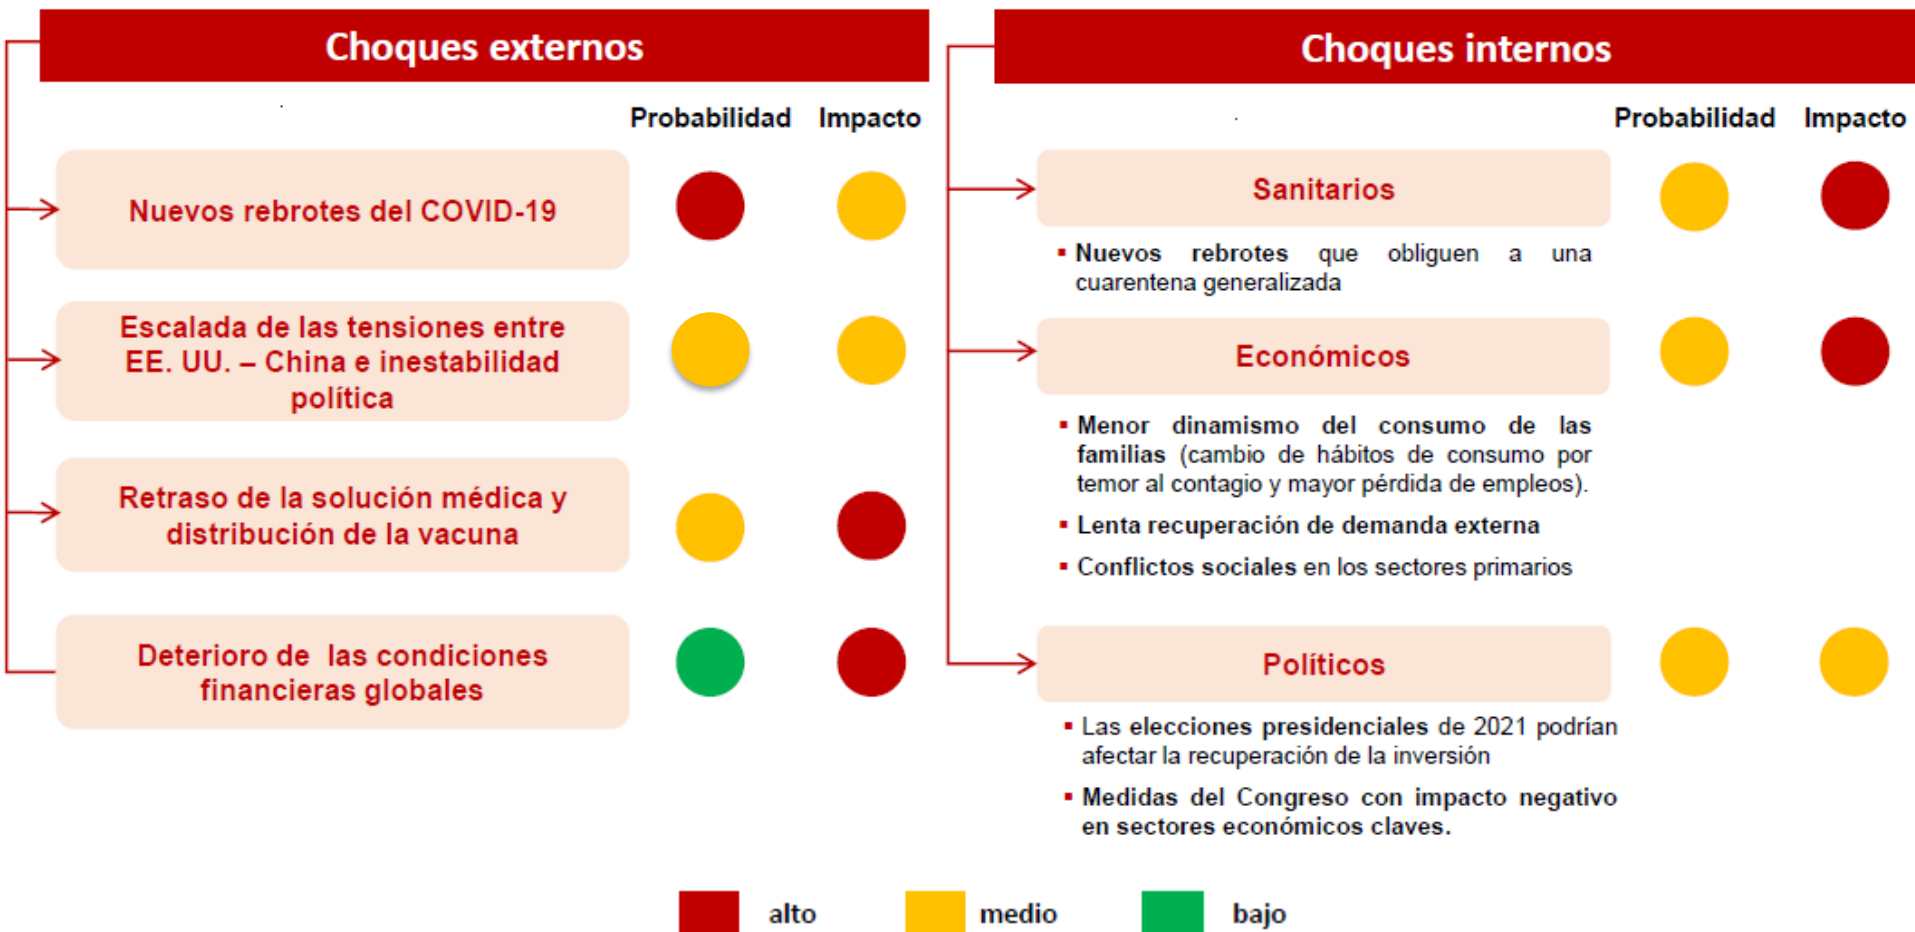 Choques externos
Probabilidad Impacto
Nuevos rebrotes del COVID-19
Escalada de las tensiones entre
EE. UU. – China e inestabilidad
política
Retraso de la solución médica y
distribución de la vacuna
Deterioro de las condiciones
financieras globales
Choques internos
Probabilidad Impacto
Sanitarios
▪ Nuevos rebrotes que obliguen a una
cuarentena generalizada
Económicos
▪ Menor dinamismo del consumo de las
familias (cambio de hábitos de consumo por
temor al contagio y mayor pérdida de empleos).
▪ Lenta recuperación de demanda externa
▪ Conflictos sociales en los sectores primarios
Políticos
▪ Las elecciones presidenciales de 2021 podrían
afectar la recuperación de la inversión
▪ Medidas del Congreso con impacto negativo
en sectores económicos claves.
alto medio bajo